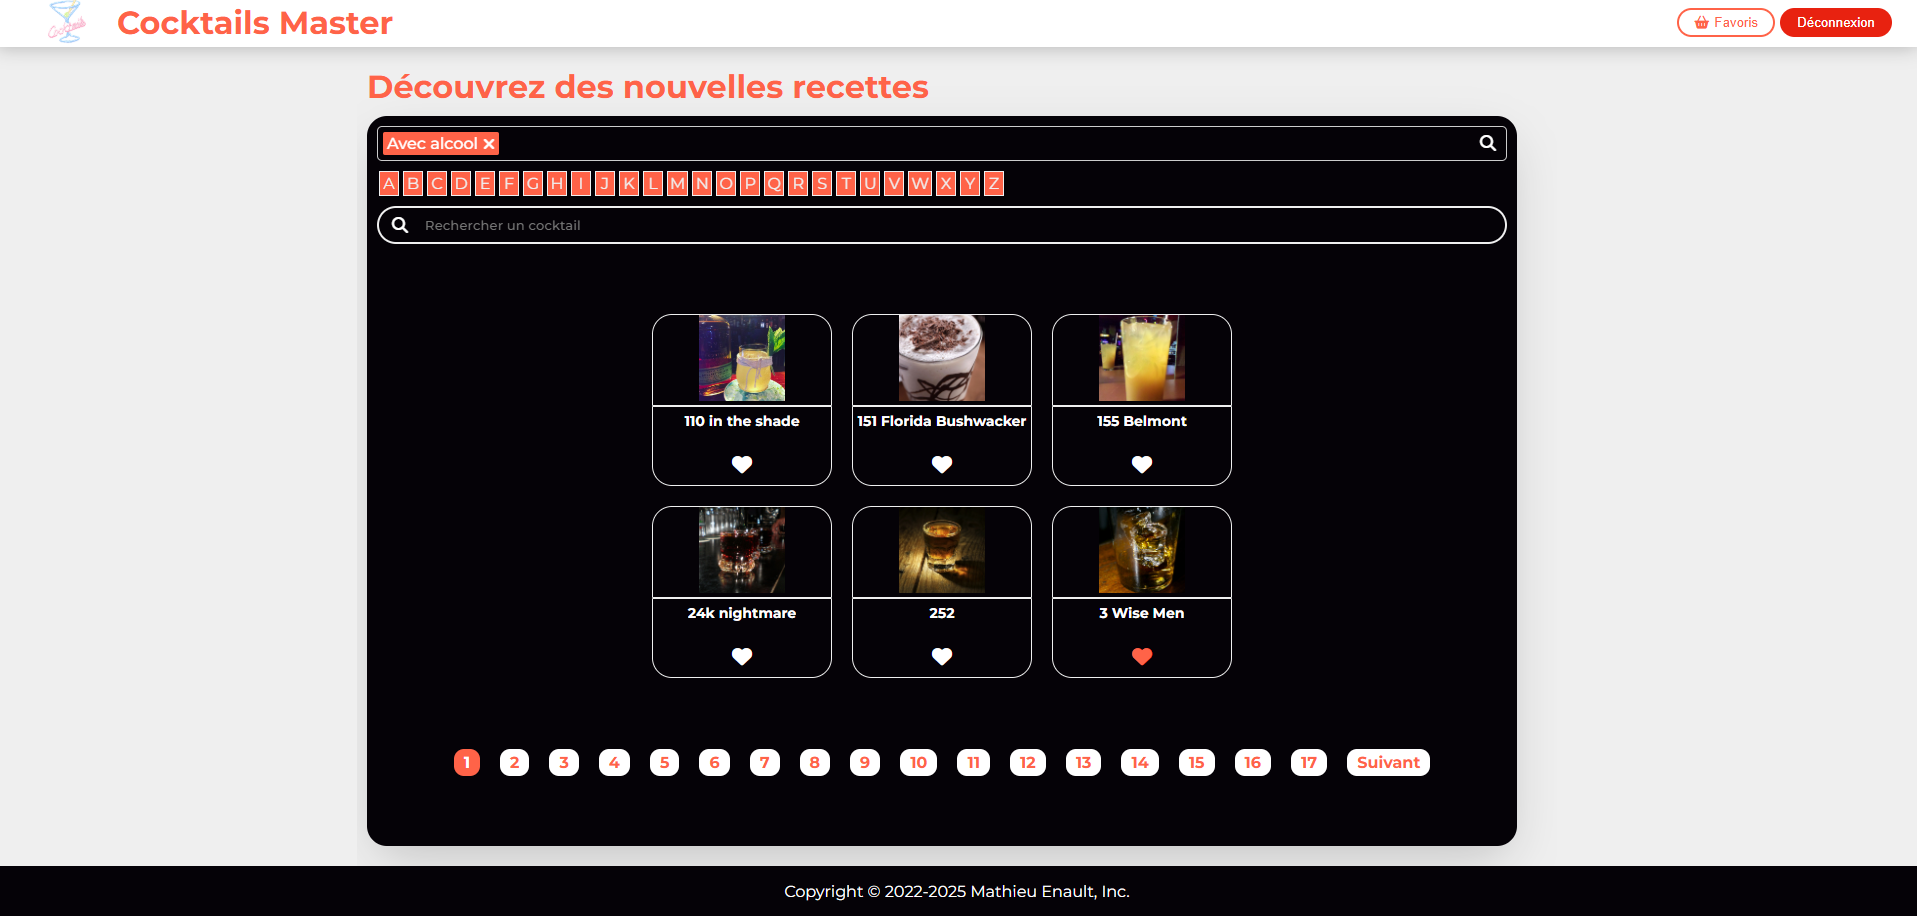 Cocktails
Cocktails Master
Favoris
Déconnexion
Découvrez des nouvelles recettes
Avec alcool
A B C D E F G H I J K L M N O P Q R S T U V W X Y Z
Rechercher un cocktail
110 in the shade
151 Florida Bushwacker
155 Belmont
24k nightmare
252
3 Wise Men
1 2 3 4 5 6 7 8 9 10 11 12 13 14 15 16 17 Suivant
Copyright © 2022-2025 Mathieu Enault, Inc.